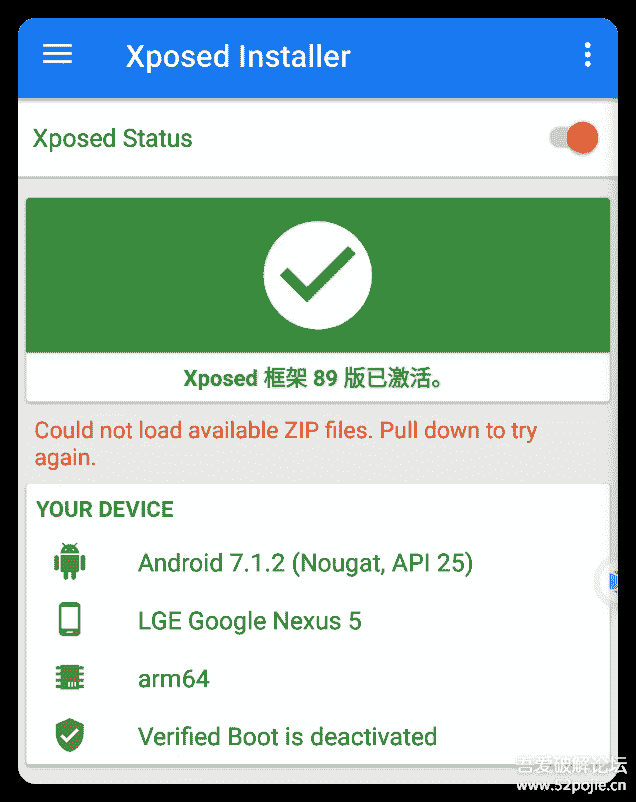 Xposed Installer
Xposed Status
Xposed 框架 89 版已激活。
Could not load available ZIP files. Pull down to try
again.
YOUR DEVICE
Android 7.1.2 (Nougat, API 25)
LGE Google Nexus 5
arm64
Verified Boot is deactivated
吾爱破解论坛
www.52pojie.cn